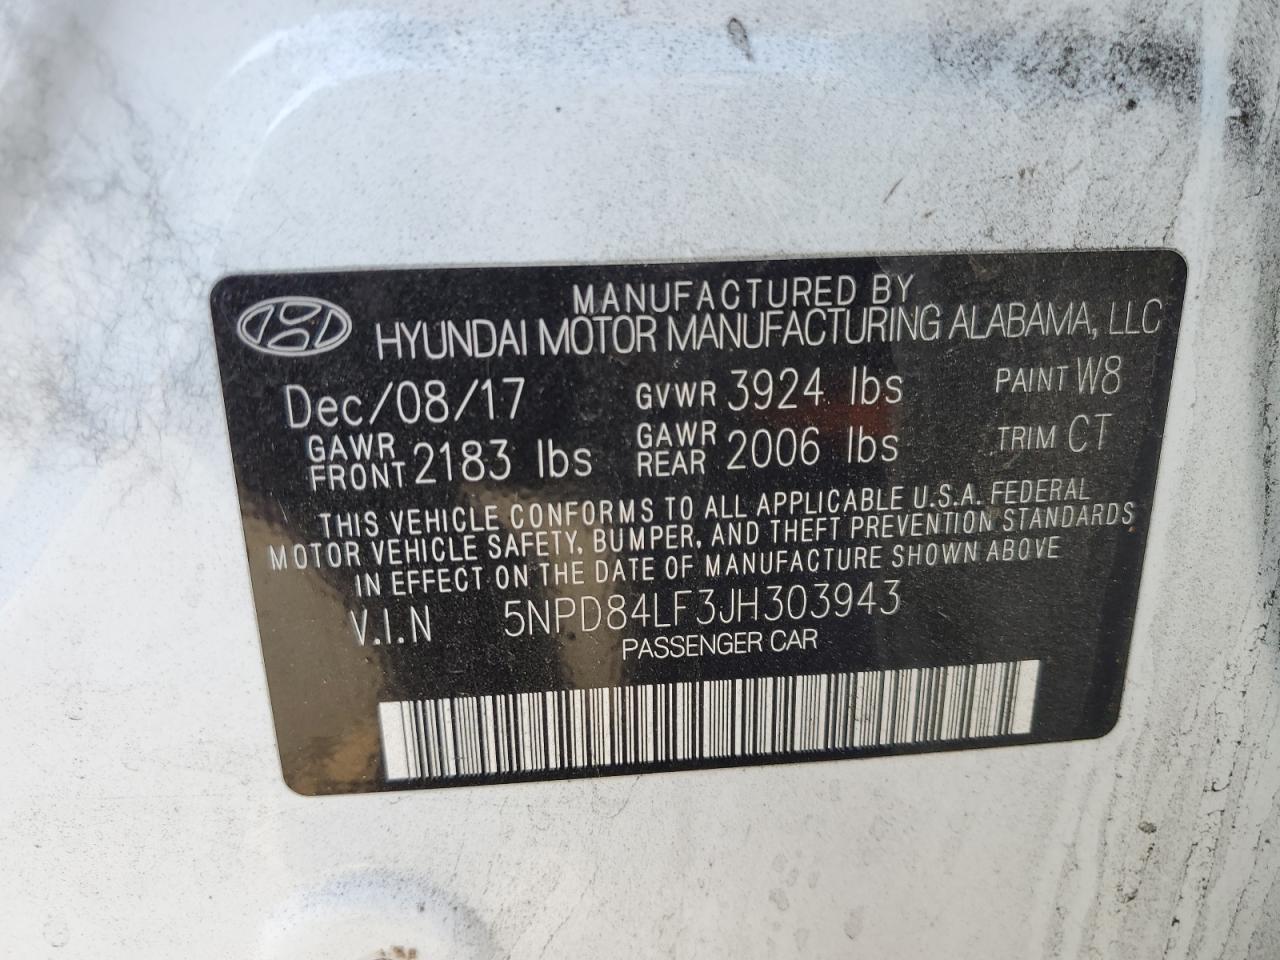 MANUFACTURED BY
HYUNDAI MOTOR MANUFACTURING ALABAMA, LLC
Dec/08/17 GVWR 3924 lbs PAINT W8
GAWR FRONT 2183 lbs GAWR REAR 2006 lbs TRIM CT
THIS VEHICLE CONFORMS TO ALL APPLICABLE U.S.A. FEDERAL
MOTOR VEHICLE SAFETY, BUMPER, AND THEFT PREVENTION STANDARDS
IN EFFECT ON THE DATE OF MANUFACTURE SHOWN ABOVE
V.I.N 5NPD84LF3JH303943
PASSENGER CAR